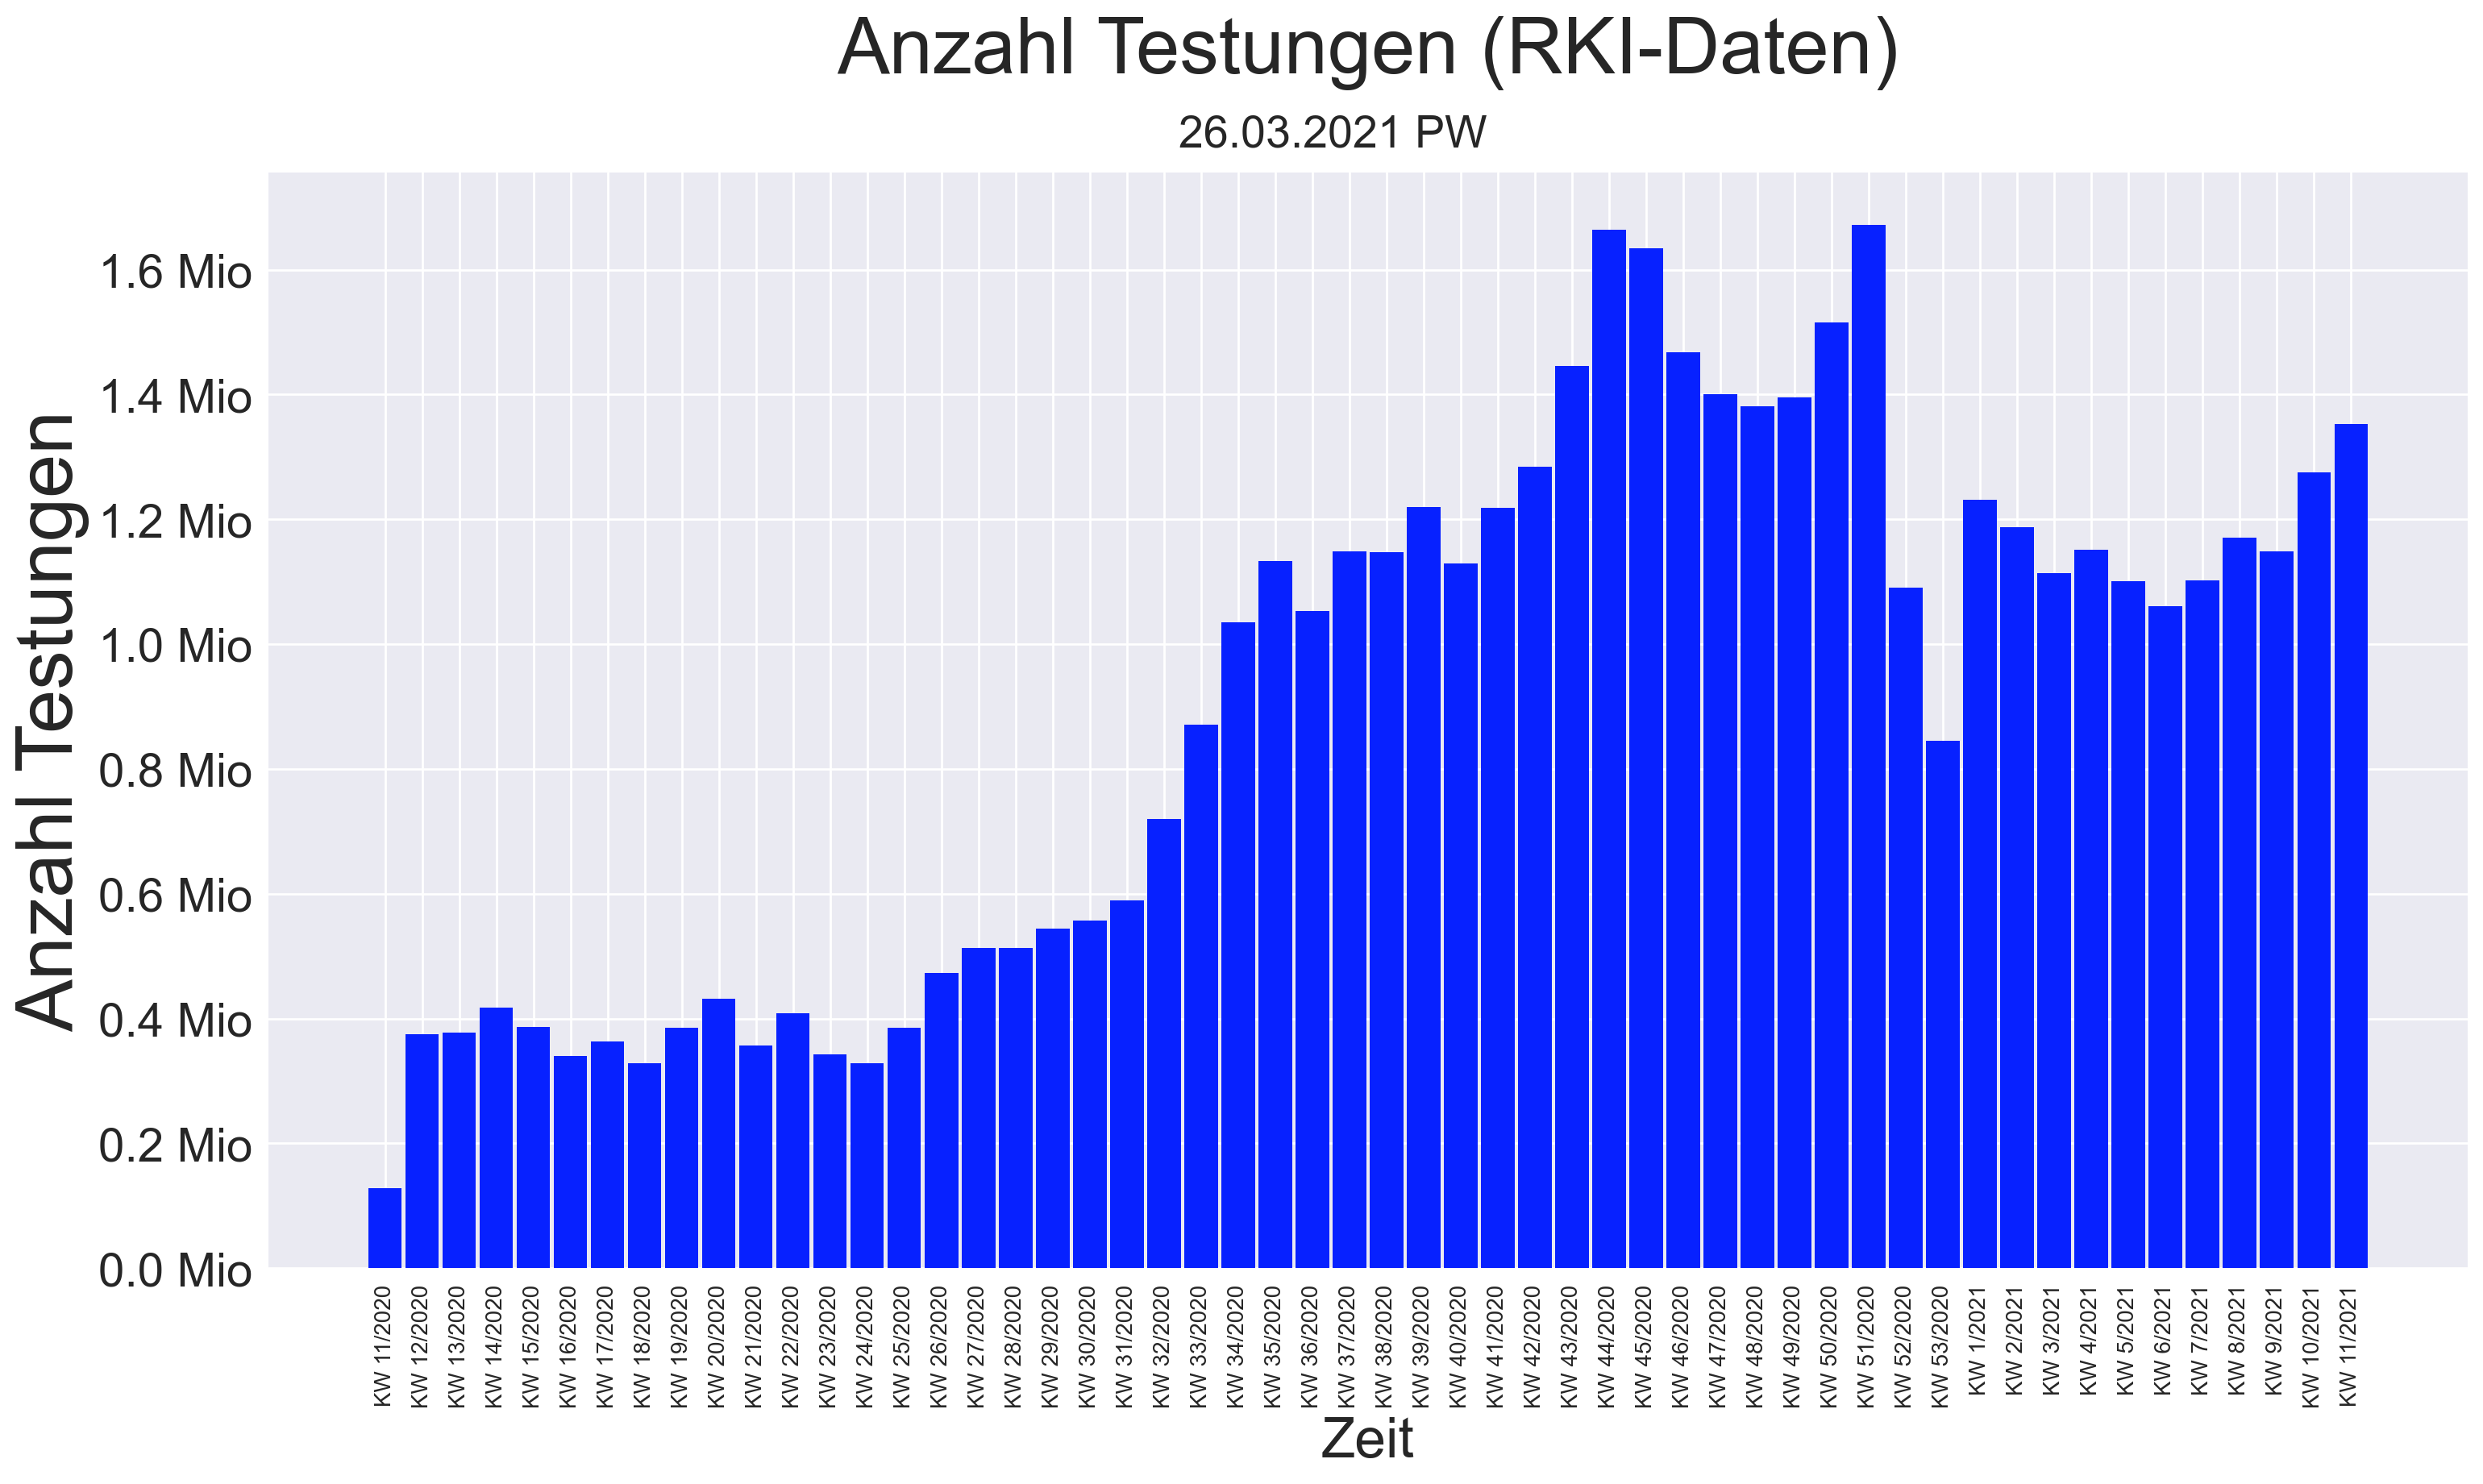 Anzahl Testungen (RKI-Daten)
26.03.2021 PW
Anzahl Testungen
1.6 Mio
1.4 Mio
1.2 Mio
1.0 Mio
0.8 Mio
0.6 Mio
0.4 Mio
0.2 Mio
0.0 Mio
KW 11/2020
KW 12/2020
KW 13/2020
KW 14/2020
KW 15/2020
KW 16/2020
KW 17/2020
KW 18/2020
KW 19/2020
KW 20/2020
KW 21/2020
KW 22/2020
KW 23/2020
KW 24/2020
KW 25/2020
KW 26/2020
KW 27/2020
KW 28/2020
KW 29/2020
KW 30/2020
KW 31/2020
KW 32/2020
KW 33/2020
KW 34/2020
KW 35/2020
KW 36/2020
KW 37/2020
KW 38/2020
KW 39/2020
KW 40/2020
KW 41/2020
KW 42/2020
KW 43/2020
KW 44/2020
KW 45/2020
KW 46/2020
KW 47/2020
KW 48/2020
KW 49/2020
KW 50/2020
KW 51/2020
KW 52/2020
KW 53/2020
KW 1/2021
KW 2/2021
KW 3/2021
KW 4/2021
KW 5/2021
KW 6/2021
KW 7/2021
KW 8/2021
KW 9/2021
KW 10/2021
KW 11/2021
Zeit